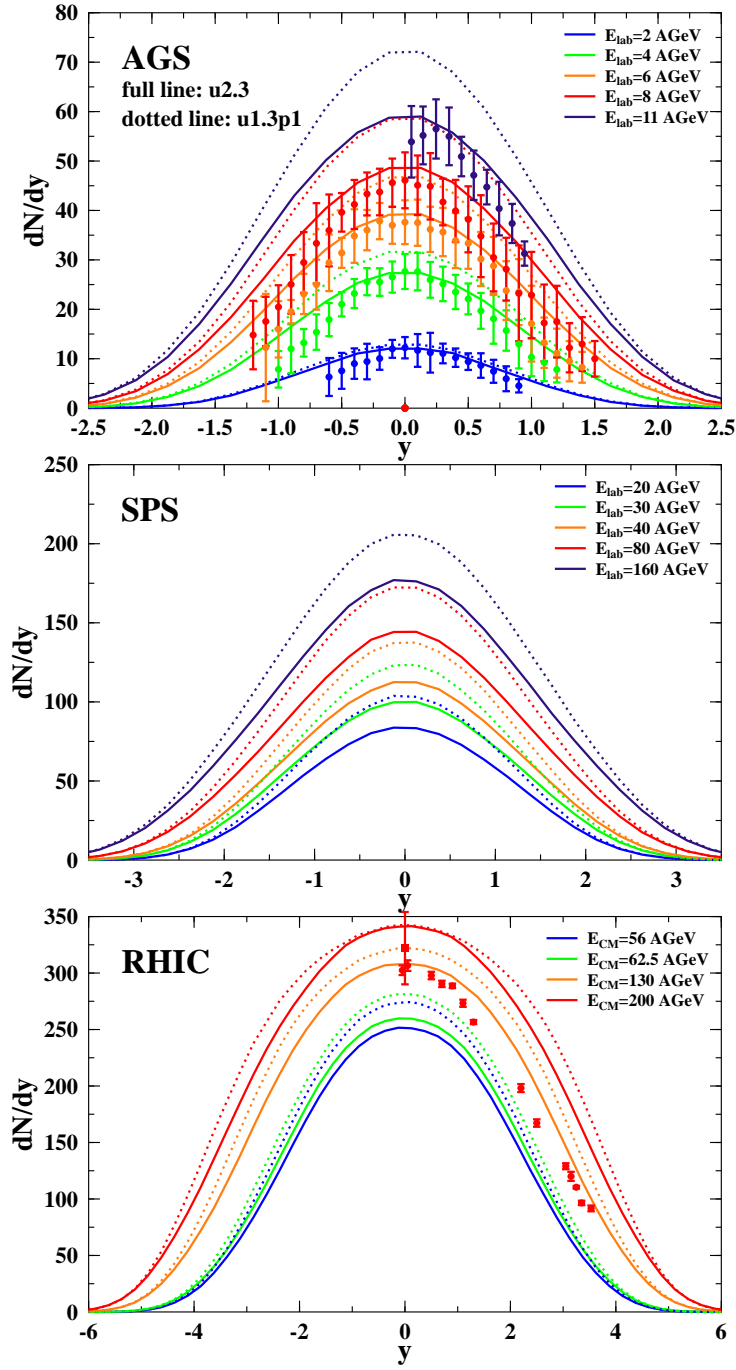 80
70
60
50
40
30
20
10
0
dN/dy
AGS
full line: u2.3
dotted line: u1.3p1
E_lab=2 AGeV
E_lab=4 AGeV
E_lab=6 AGeV
E_lab=8 AGeV
E_lab=11 AGeV
-2.5 -2.0 -1.5 -1.0 -0.5 0.0 0.5 1.0 1.5 2.0 2.5
y
250
200
150
100
50
0
dN/dy
SPS
E_lab=20 AGeV
E_lab=30 AGeV
E_lab=40 AGeV
E_lab=80 AGeV
E_lab=160 AGeV
-3 -2 -1 0 1 2 3
y
350
300
250
200
150
100
50
0
dN/dy
RHIC
E_CM=56 AGeV
E_CM=62.5 AGeV
E_CM=130 AGeV
E_CM=200 AGeV
-6 -4 -2 0 2 4 6
y